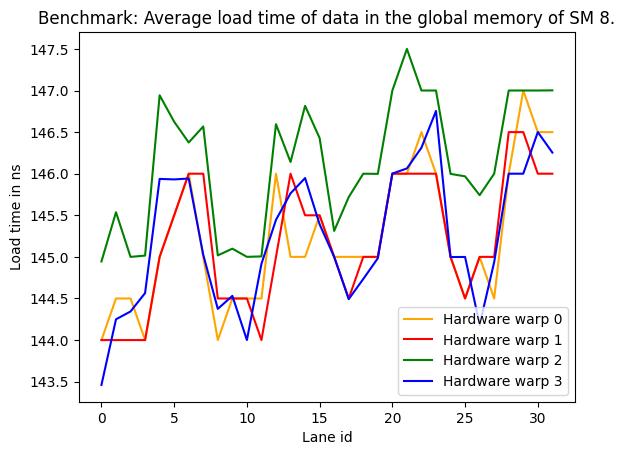 Benchmark: Average load time of data in the global memory of SM 8.
147.5
147.0
146.5
146.0
145.5
145.0
144.5
144.0
143.5
Load time in ns
Hardware warp 0
Hardware warp 1
Hardware warp 2
Hardware warp 3
0 5 10 15 20 25 30
Lane id